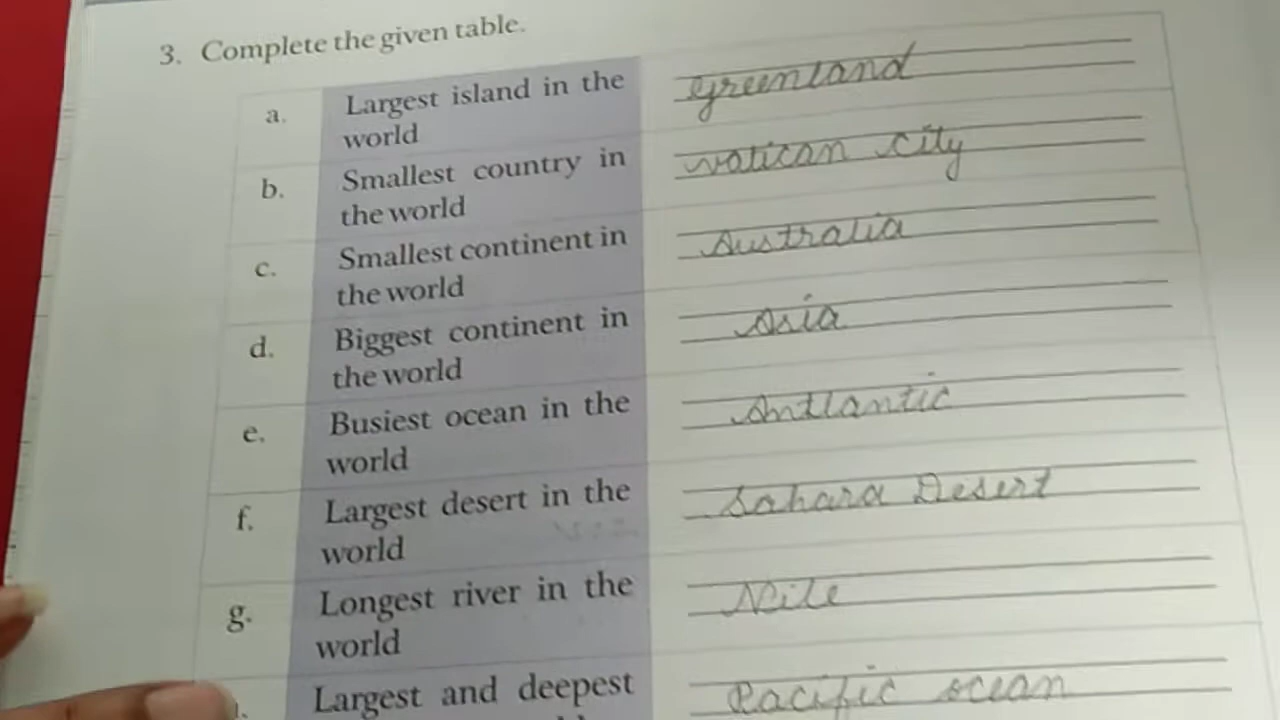 3. Complete the given table.
a. Largest island in the world
greenland
b. Smallest country in the world
vatican city
c. Smallest continent in the world
Australia
d. Biggest continent in the world
Asia
e. Busiest ocean in the world
Antlantic
f. Largest desert in the world
Sahara Desert
g. Longest river in the world
Nile
Largest and deepest
Pacific ocean